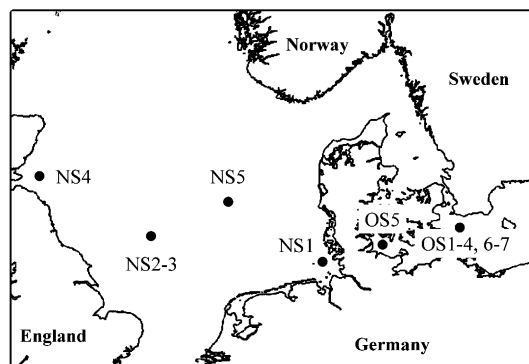 Norway
Sweden
NS4
NS5
OS5
NS2-3
NS1
OS1-4, 6-7
England
Germany